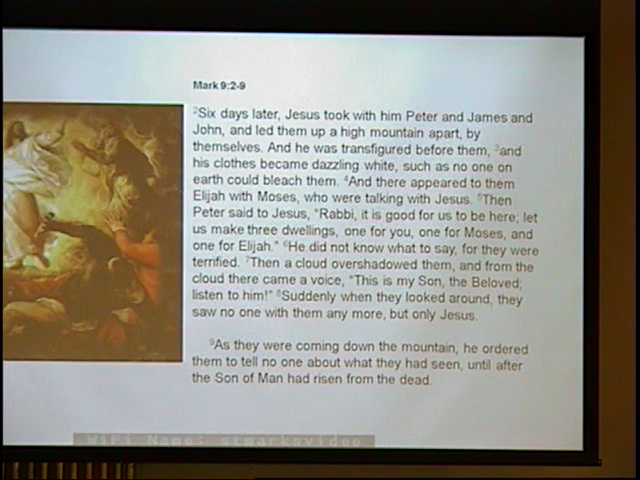 Mark 9:2-9
²Six days later, Jesus took with him Peter and James and
John, and led them up a high mountain apart, by
themselves. And he was transfigured before them, ³and
his clothes became dazzling white, such as no one on
earth could bleach them. ⁴And there appeared to them
Elijah with Moses, who were talking with Jesus. ⁵Then
Peter said to Jesus, “Rabbi, it is good for us to be here; let
us make three dwellings, one for you, one for Moses, and
one for Elijah.” ⁶He did not know what to say, for they were
terrified. ⁷Then a cloud overshadowed them, and from the
cloud there came a voice, “This is my Son, the Beloved;
listen to him!” ⁸Suddenly when they looked around, they
saw no one with them any more, but only Jesus.
⁹As they were coming down the mountain, he ordered
them to tell no one about what they had seen, until after
the Son of Man had risen from the dead.
WiFi Name: stmarksvideo